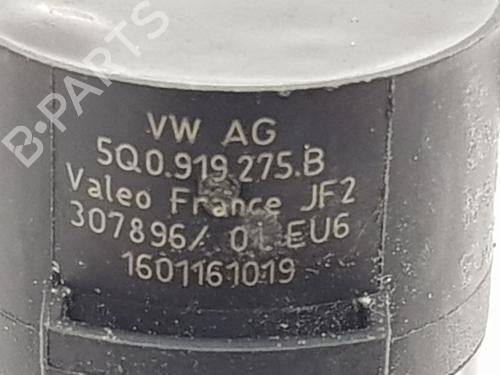 B-PARTS
VW AG
5Q0.919.275.B
Valeo France JF2
307896/ 01 EU6
1601161019